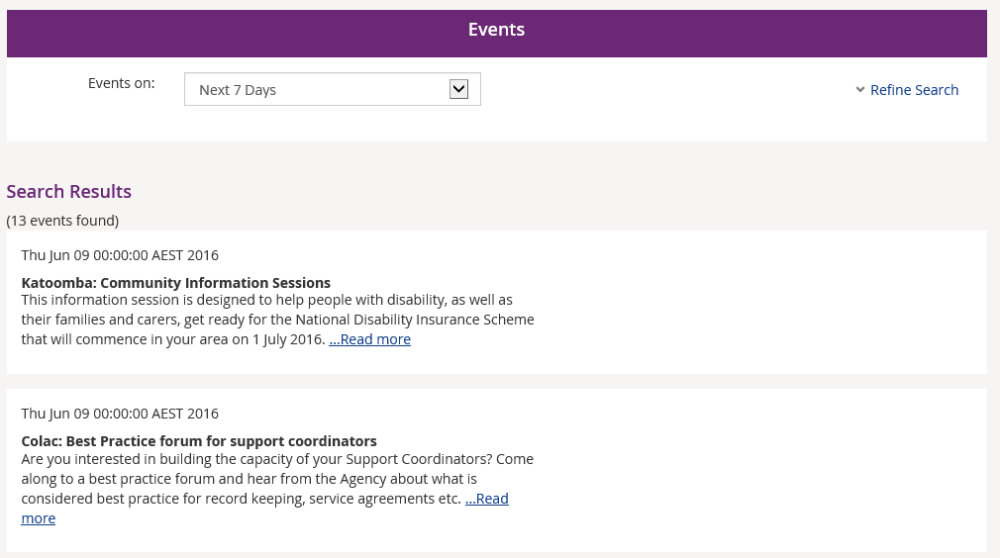 Events
Events on:
Next 7 Days
Refine Search
Search Results
(13 events found)
Thu Jun 09 00:00:00 AEST 2016
Katoomba: Community Information Sessions
This information session is designed to help people with disability, as well as
their families and carers, get ready for the National Disability Insurance Scheme
that will commence in your area on 1 July 2016. ...Read more
Thu Jun 09 00:00:00 AEST 2016
Colac: Best Practice forum for support coordinators
Are you interested in building the capacity of your Support Coordinators? Come
along to a best practice forum and hear from the Agency about what is
considered best practice for record keeping, service agreements etc. ...Read
more